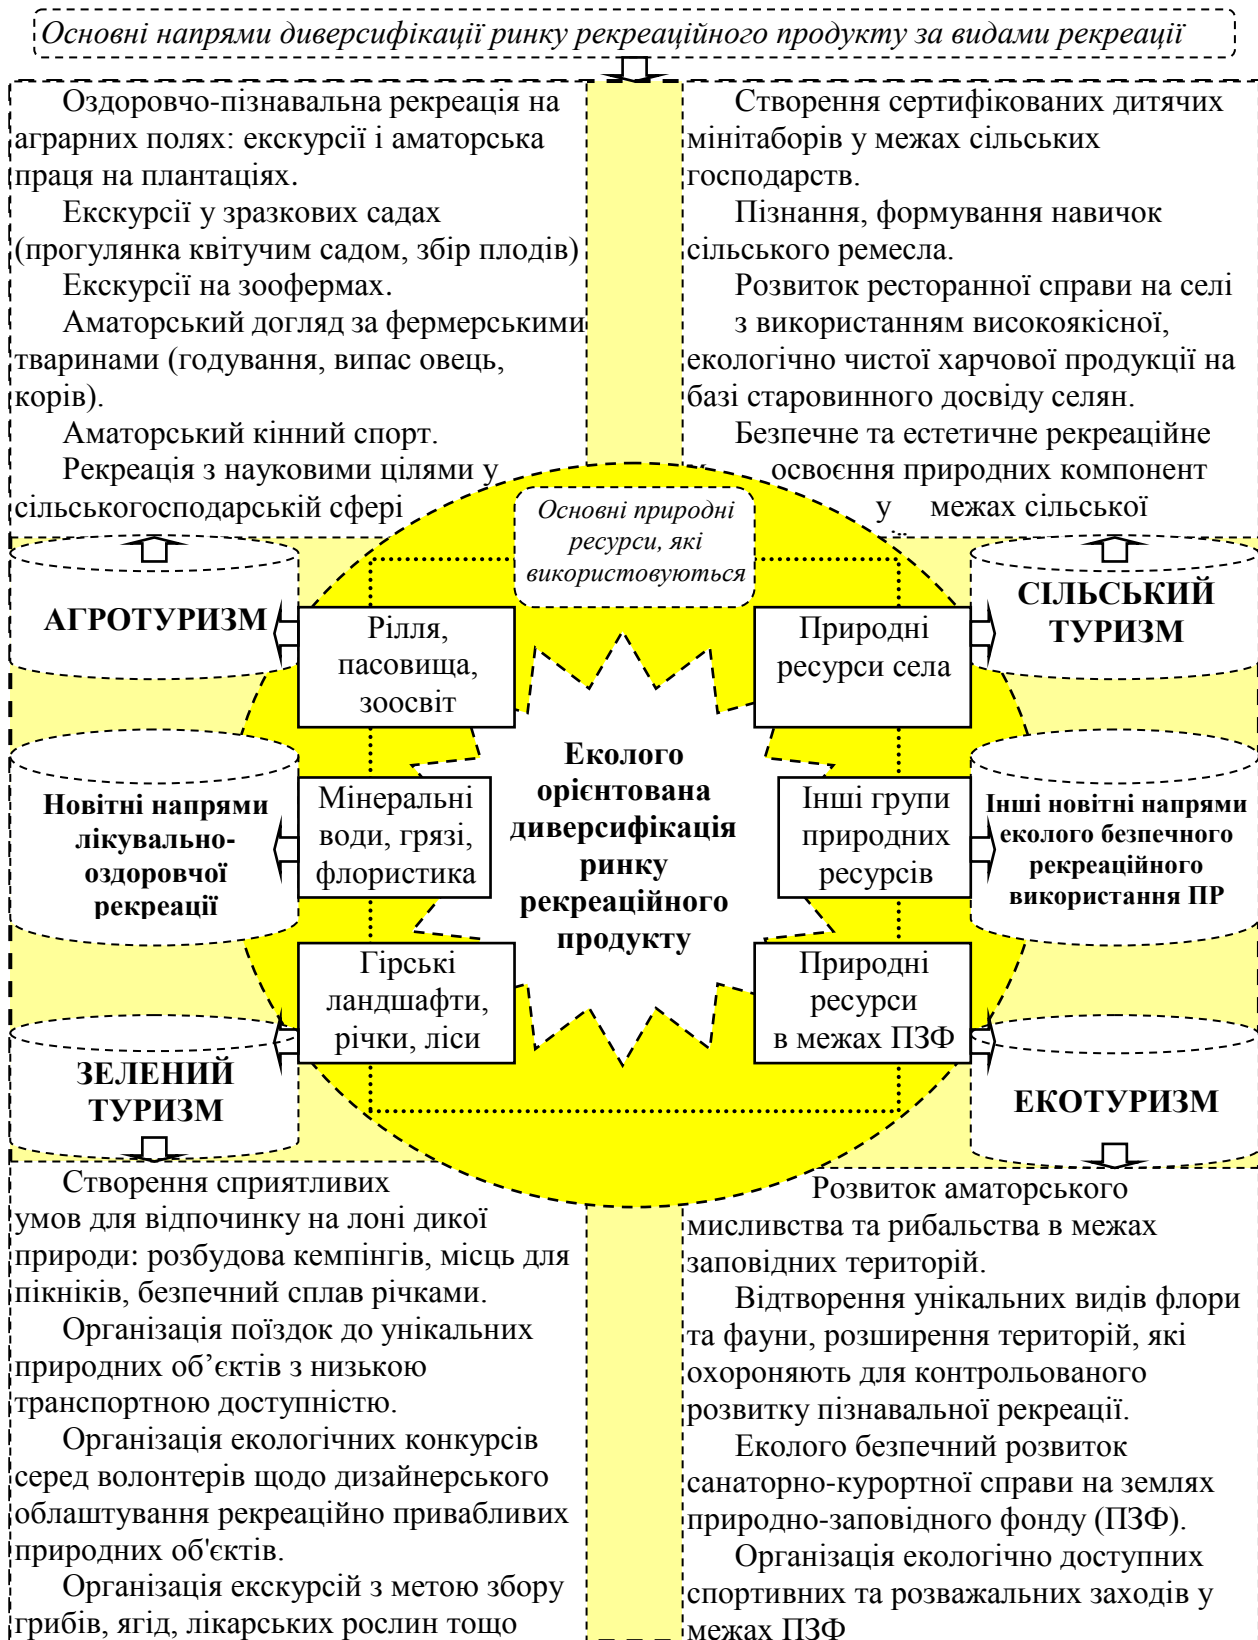 Основні напрями диверсифікації ринку рекреаційного продукту за видами рекреації
Оздоровчо-пізнавальна рекреація на
аграрних полях: екскурсії і аматорська
праця на плантаціях.
Екскурсії у зразкових садах
(прогулянка квітучим садом, збір плодів)
Екскурсії на зоофермах.
Аматорський догляд за фермерськими
тваринами (годування, випас овець,
корів).
Аматорський кінний спорт.
Рекреація з науковими цілями у
сільськогосподарській сфері
Створення сертифікованих дитячих
мінітаборів у межах сільських
господарств.
Пізнання, формування навичок
сільського ремесла.
Розвиток ресторанної справи на селі
з використанням високоякісної,
екологічно чистої харчової продукції на
базі старовинного досвіду селян.
Безпечне та естетичне рекреаційне
освоєння природних компонент
у межах сільської
Основні природні
ресурси, які
використовуються
АГРОТУРИЗМ
Рілля,
пасовища,
зоосвіт
Природні
ресурси села
СІЛЬСЬКИЙ
ТУРИЗМ
Новітні напрями
лікувально-
оздоровчої
рекреації
Мінеральні
води, грязі,
флористика
Еколого
орієнтована
диверсифікація
ринку
рекреаційного
продукту
Інші групи
природних
ресурсів
Інші новітні напрями
еколого безпечного
рекреаційного
використання ПР
Гірські
ландшафти,
річки, ліси
Природні
ресурси
в межах ПЗФ
ЗЕЛЕНИЙ
ТУРИЗМ
ЕКОТУРИЗМ
Створення сприятливих
умов для відпочинку на лоні дикої
природи: розбудова кемпінгів, місць для
пікніків, безпечний сплав річками.
Організація поїздок до унікальних
природних об’єктів з низькою
транспортною доступністю.
Організація екологічних конкурсів
серед волонтерів щодо дизайнерського
облаштування рекреаційно привабливих
природних об'єктів.
Організація екскурсій з метою збору
грибів, ягід, лікарських рослин тощо
Розвиток аматорського
мисливства та рибальства в межах
заповідних територій.
Відтворення унікальних видів флори
та фауни, розширення територій, які
охороняють для контрольованого
розвитку пізнавальної рекреації.
Еколого безпечний розвиток
санаторно-курортної справи на землях
природно-заповідного фонду (ПЗФ).
Організація екологічно доступних
спортивних та розважальних заходів у
межах ПЗФ